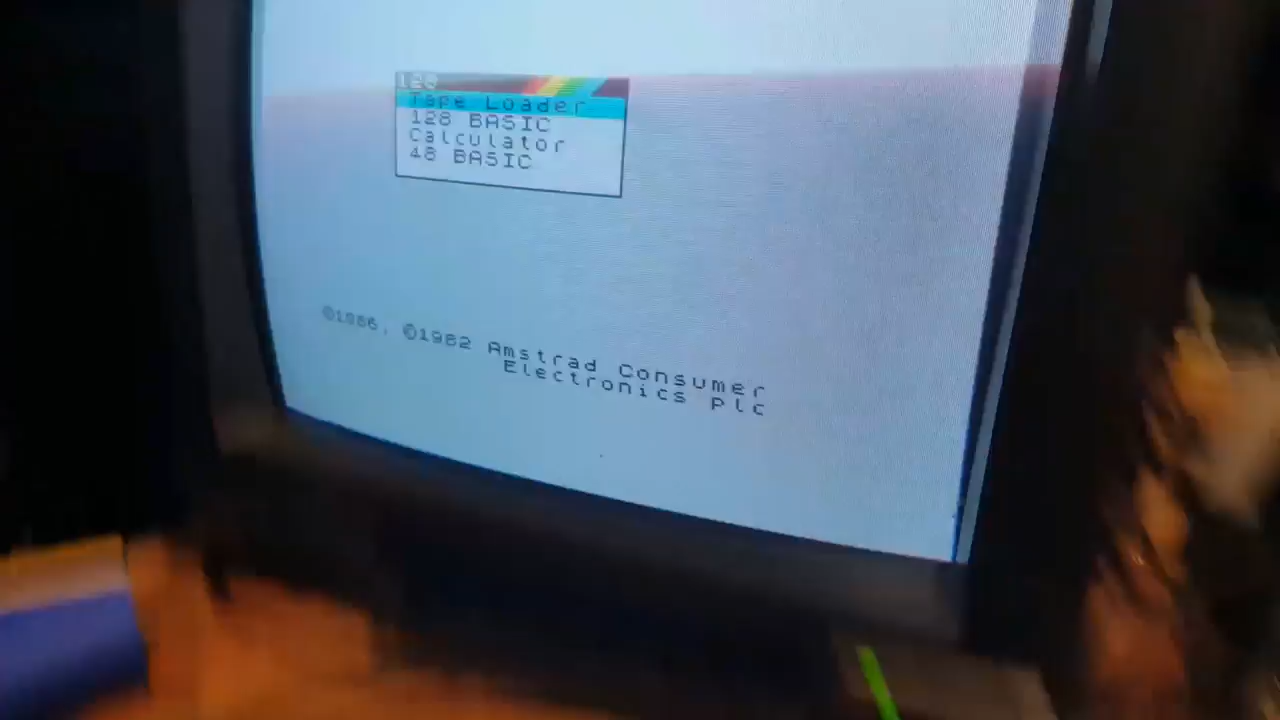 128
Tape Loader
128 BASIC
Calculator
48 BASIC
©1986, ©1982 Amstrad Consumer
Electronics plc